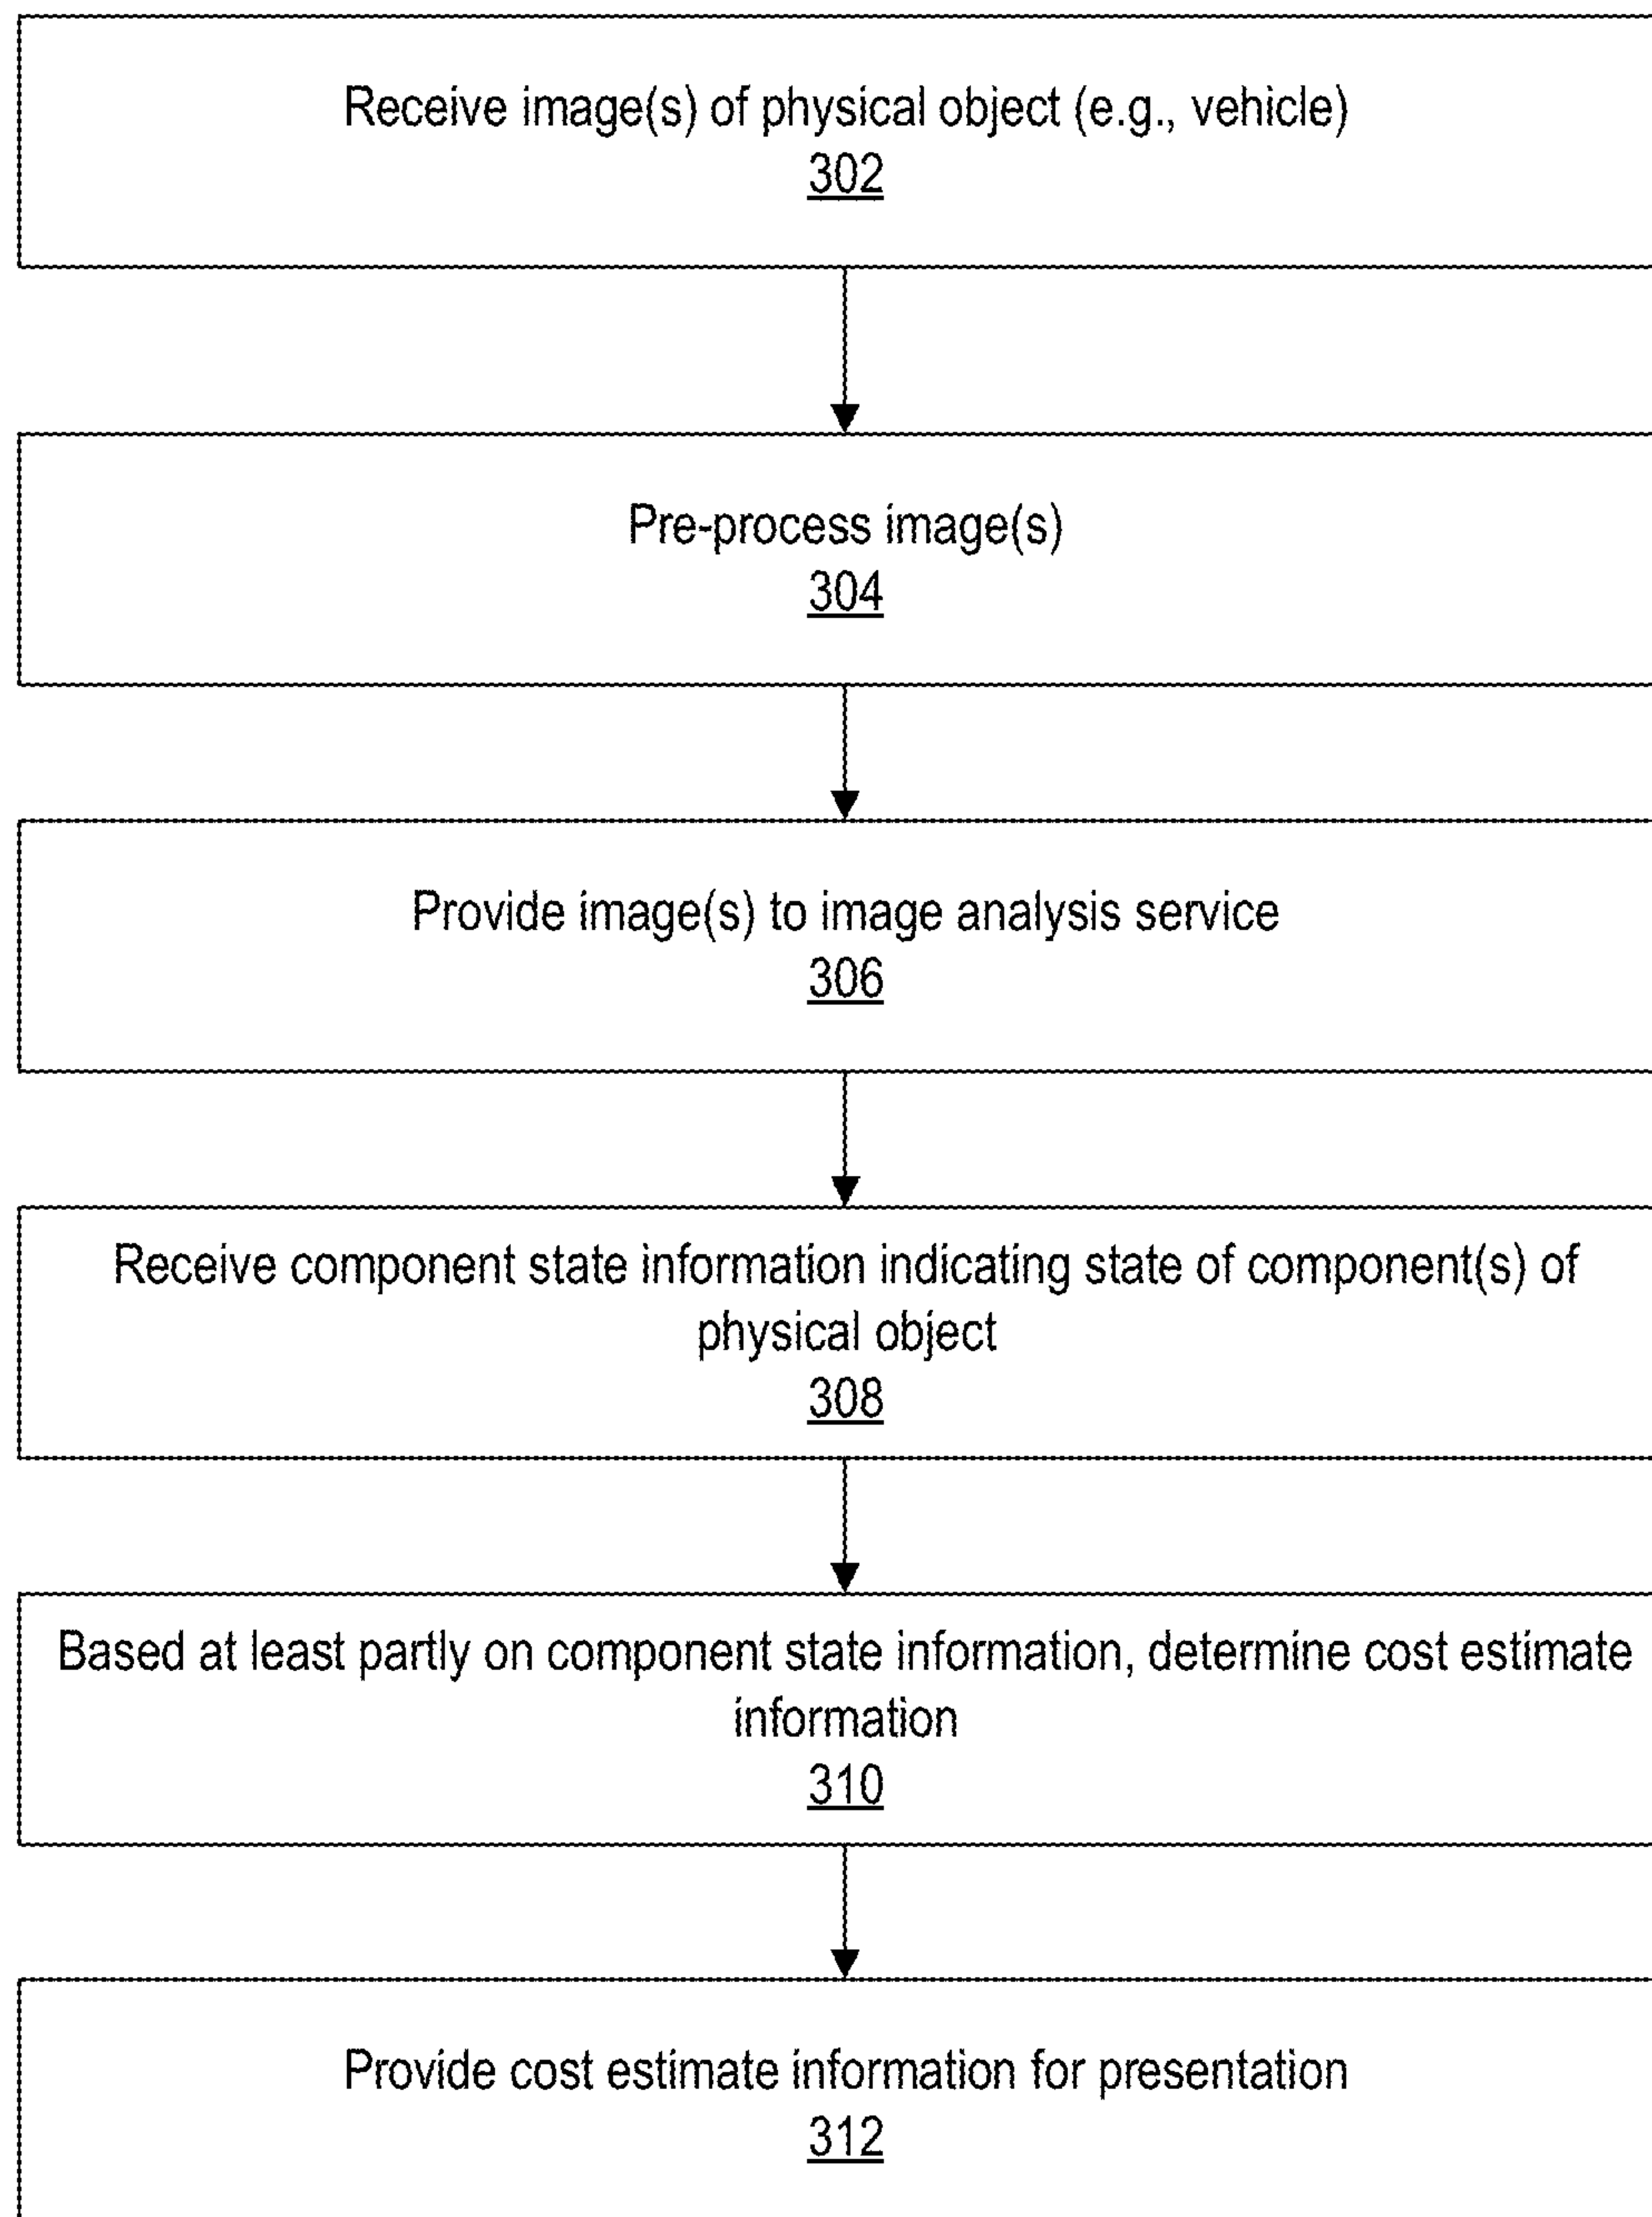 Receive image(s) of physical object (e.g., vehicle)
302
Pre-process image(s)
304
Provide image(s) to image analysis service
306
Receive component state information indicating state of component(s) of
physical object
308
Based at least partly on component state information, determine cost estimate
information
310
Provide cost estimate information for presentation
312